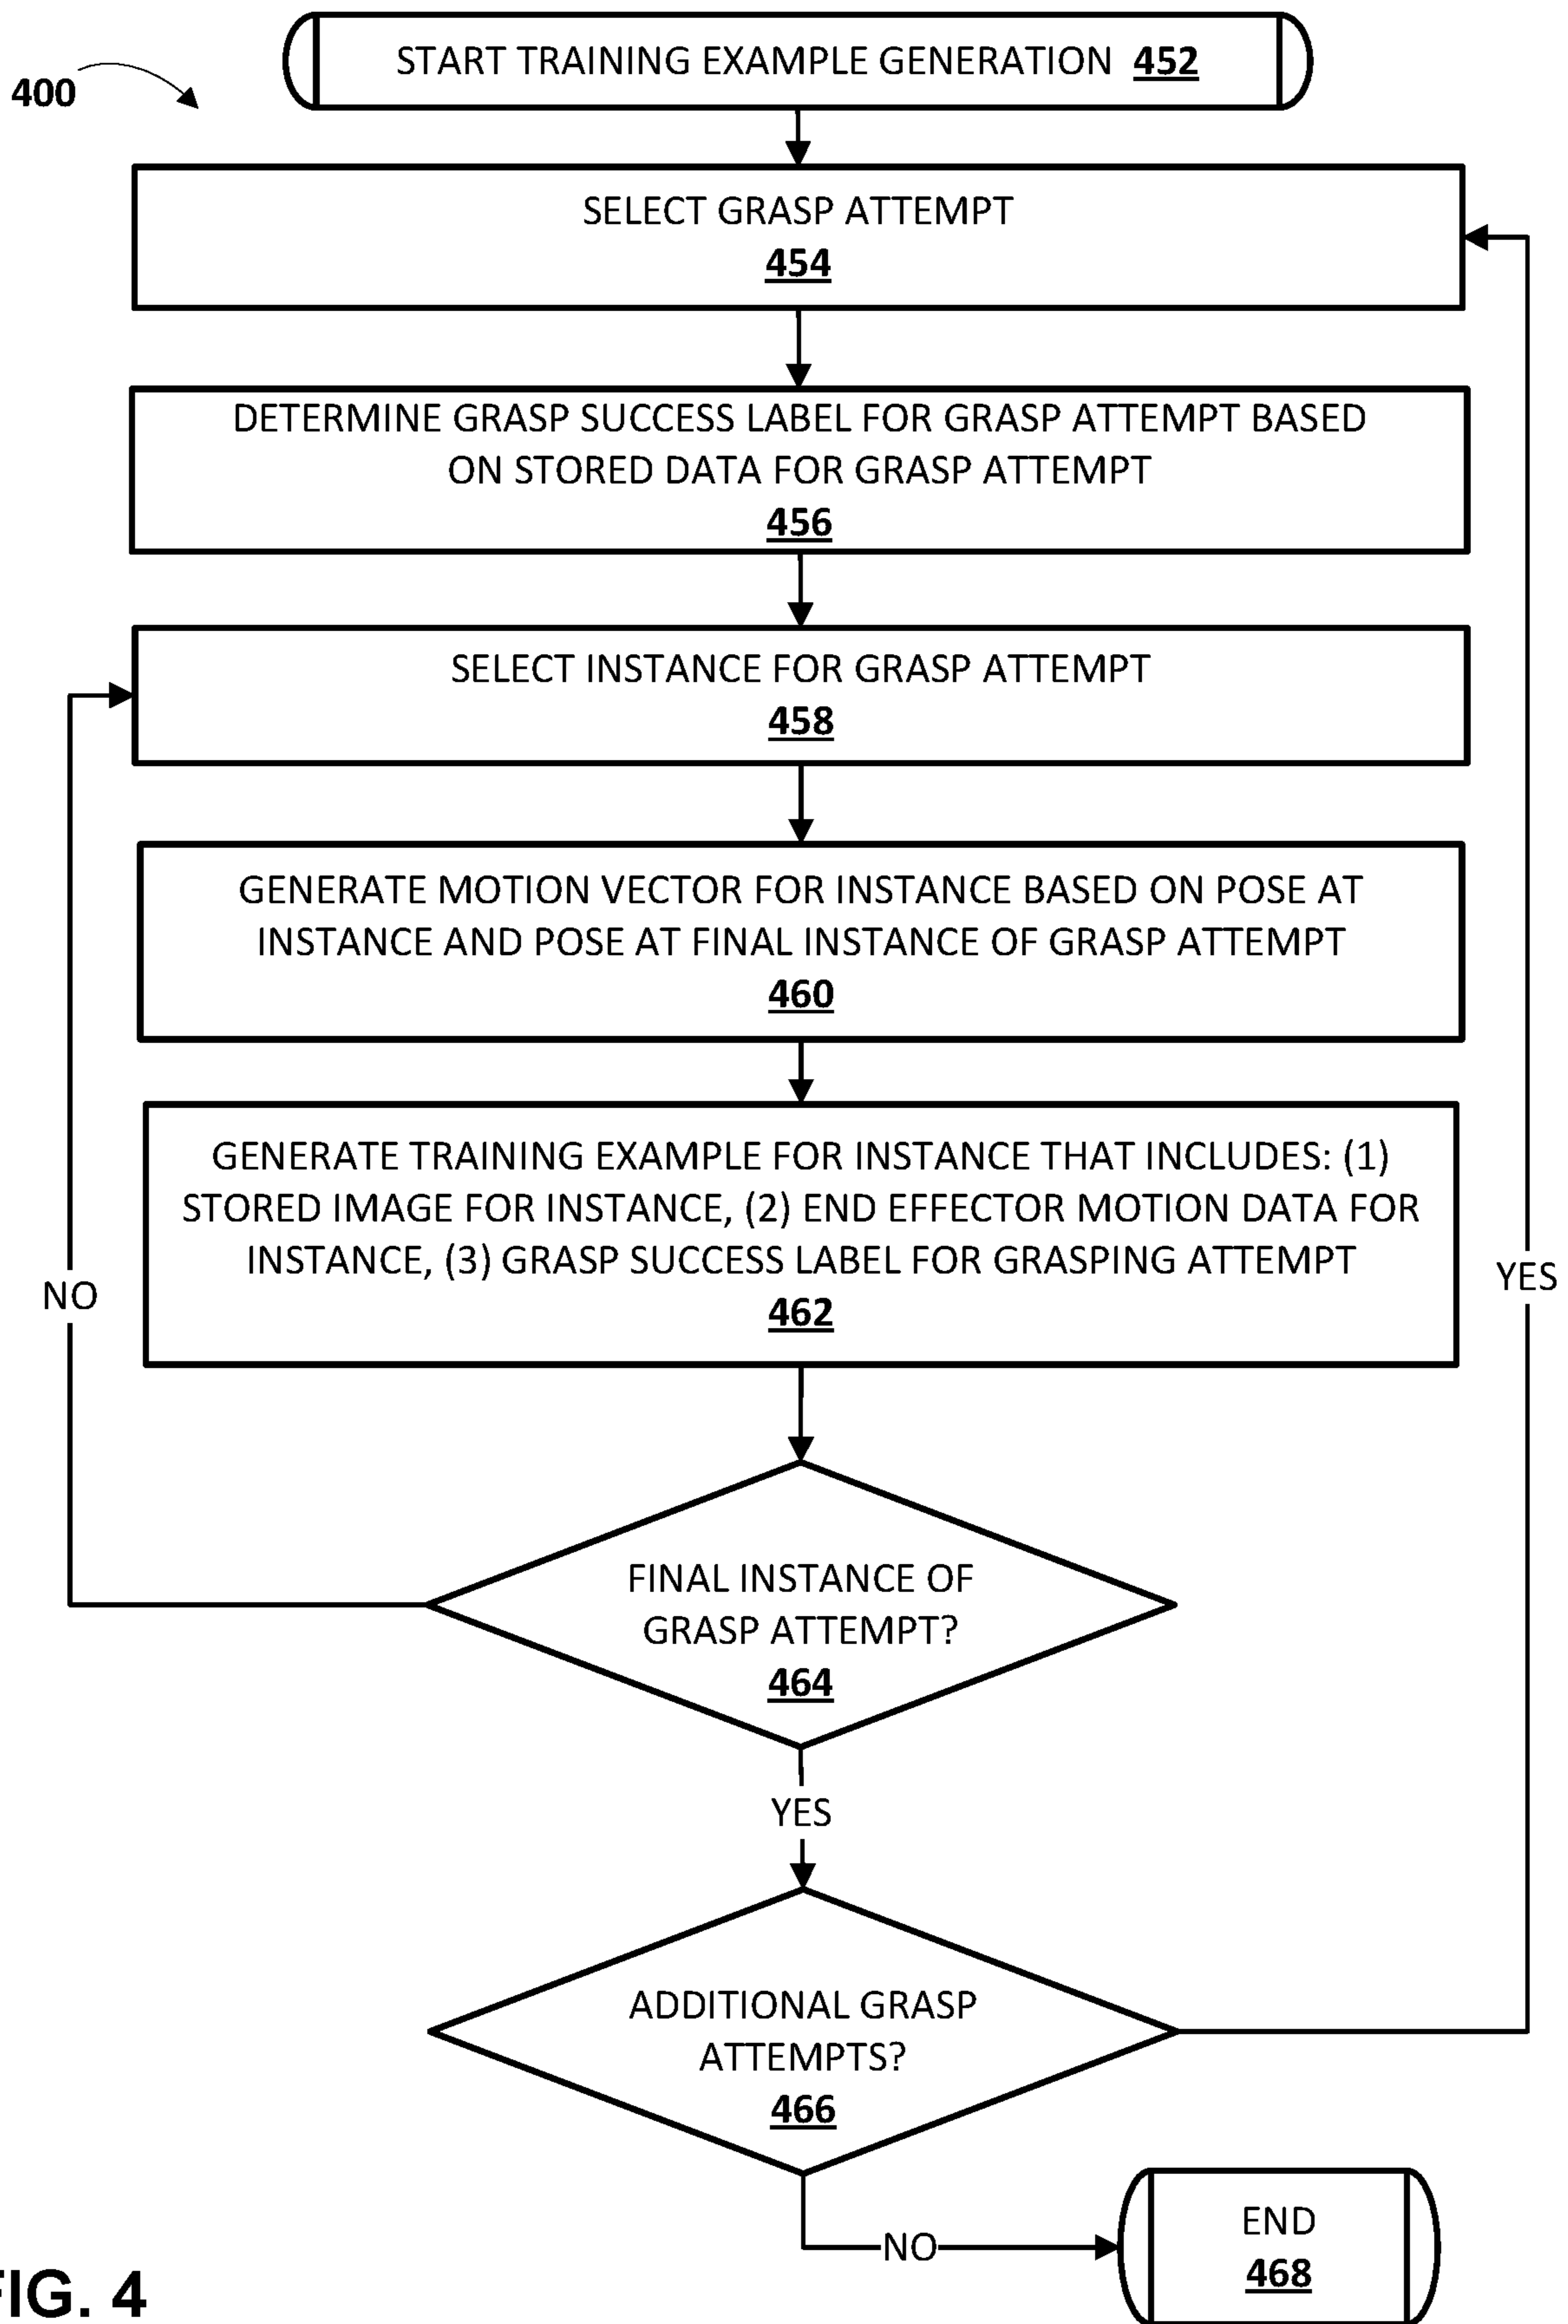 START TRAINING EXAMPLE GENERATION 452
400
SELECT GRASP ATTEMPT
454
DETERMINE GRASP SUCCESS LABEL FOR GRASP ATTEMPT BASED
ON STORED DATA FOR GRASP ATTEMPT
456
SELECT INSTANCE FOR GRASP ATTEMPT
458
GENERATE MOTION VECTOR FOR INSTANCE BASED ON POSE AT
INSTANCE AND POSE AT FINAL INSTANCE OF GRASP ATTEMPT
460
GENERATE TRAINING EXAMPLE FOR INSTANCE THAT INCLUDES: (1)
STORED IMAGE FOR INSTANCE, (2) END EFFECTOR MOTION DATA FOR
INSTANCE, (3) GRASP SUCCESS LABEL FOR GRASPING ATTEMPT
462
NO
YES
FINAL INSTANCE OF
GRASP ATTEMPT?
464
YES
ADDITIONAL GRASP
ATTEMPTS?
466
NO
END
468
FIG. 4